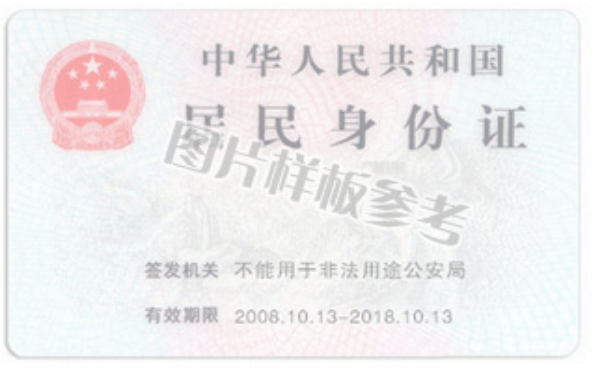 中华人民共和国
居民身份证
图片样板参考
签发机关 不能用于非法用途公安局
有效期限 2008.10.13-2018.10.13